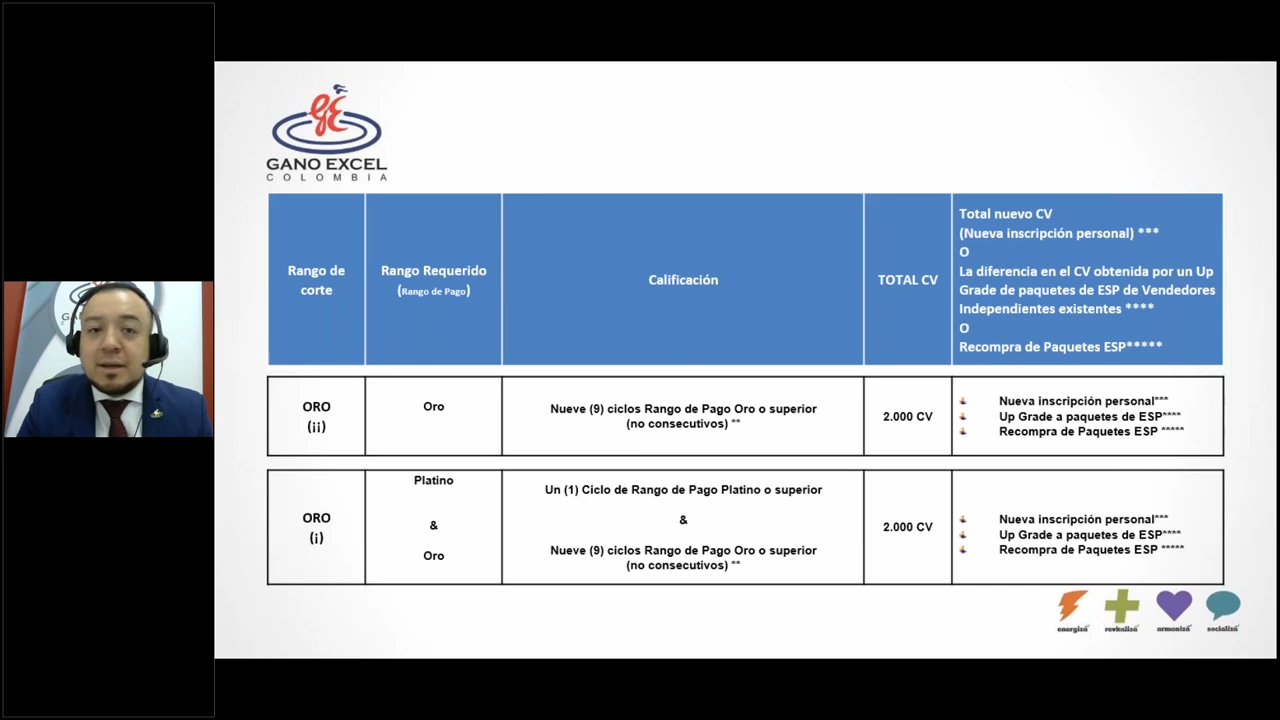 GANO EXCEL
COLOMBIA
Rango de
corte
Rango Requerido
(Rango de Pago)
Calificación
TOTAL CV
Total nuevo CV
(Nueva inscripción personal) ***
O
La diferencia en el CV obtenida por un Up
Grade de paquetes de ESP de Vendedores
Independientes existentes ****
O
Recompra de Paquetes ESP*****
ORO
(¡¡)
Oro
Nueve (9) ciclos Rango de Pago Oro o superior
(no consecutivos) **
2.000 CV
Nueva inscripción personal***
Up Grade a paquetes de ESP****
Recompra de Paquetes ESP *****
ORO
(¡)
Platino
&
Oro
Un (1) Ciclo de Rango de Pago Platino o superior
&
Nueve (9) ciclos Rango de Pago Oro o superior
(no consecutivos) **
2.000 CV
Nueva inscripción personal***
Up Grade a paquetes de ESP****
Recompra de Paquetes ESP *****
energiza
revitaliza
armoniza
socializa